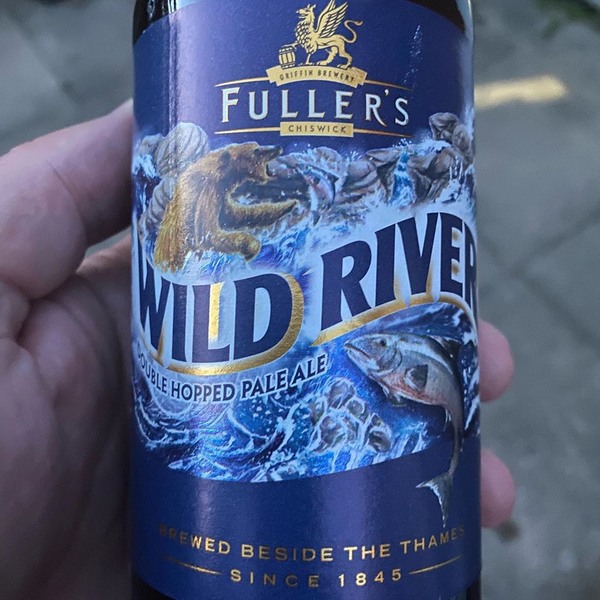 GRIFFIN BREWERY
FULLER'S
CHISWICK
WILD RIVER
DOUBLE HOPPED PALE ALE
BREWED BESIDE THE THAMES
SINCE 1845